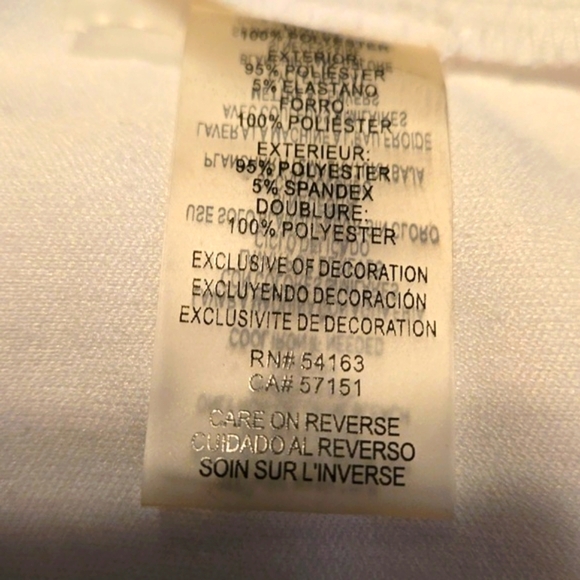 100% POLYESTER
EXTERIOR:
95% POLIESTER
5% ELASTANO
FORRO
100% POLIESTER
EXTERIEUR:
95% POLYESTER
5% SPANDEX
DOUBLURE:
100% POLYESTER
EXCLUSIVE OF DECORATION
EXCLUYENDO DECORACIÓN
EXCLUSIVITE DE DECORATION
RN# 54163
CA# 57151
CARE ON REVERSE
CUIDADO AL REVERSO
SOIN SUR L'INVERSE